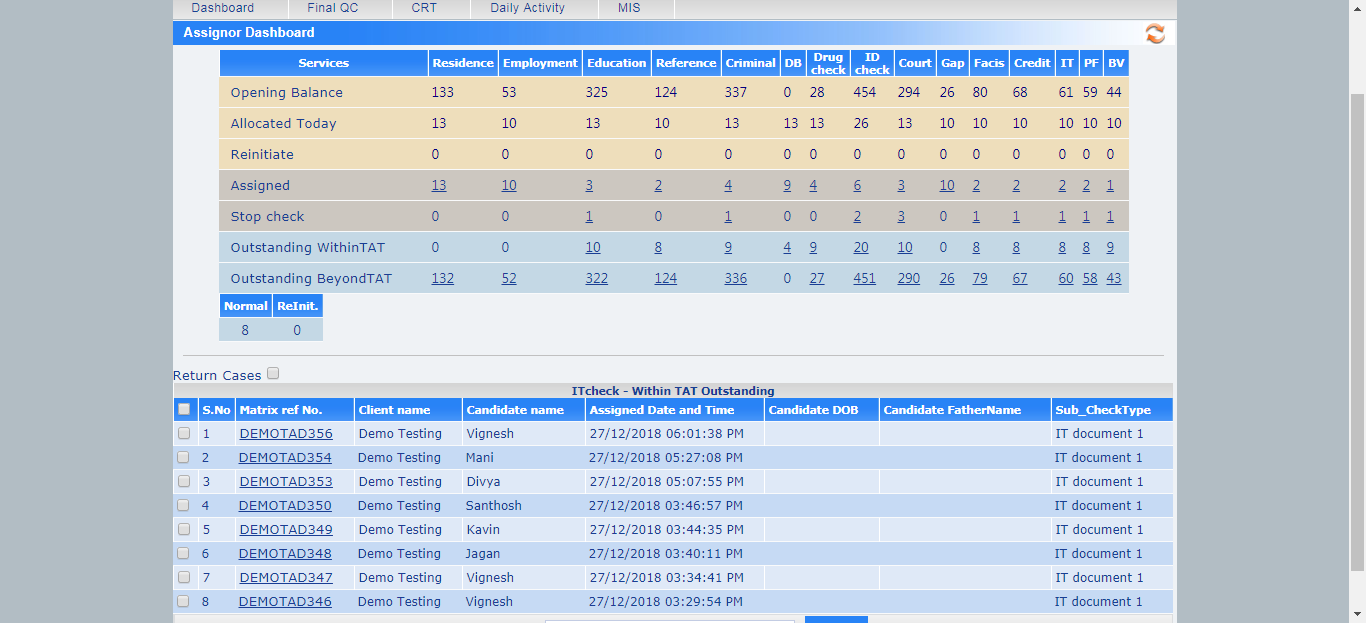 Dashboard Final QC CRT Daily Activity MIS
Assignor Dashboard
Services Residence Employment Education Reference Criminal DB Drug check ID check Court Gap Facis Credit IT PF BV
Opening Balance 133 53 325 124 337 0 28 454 294 26 80 68 61 59 44
Allocated Today 13 10 13 10 13 13 13 26 13 10 10 10 10 10 10
Reinitiate 0 0 0 0 0 0 0 0 0 0 0 0 0 0 0
Assigned 13 10 3 2 4 9 4 6 3 10 2 2 2 2 1
Stop check 0 0 1 0 1 0 0 2 3 0 1 1 1 1 1
Outstanding WithinTAT 0 0 10 8 9 4 9 20 10 0 8 8 8 8 9
Outstanding BeyondTAT 132 52 322 124 336 0 27 451 290 26 79 67 60 58 43
Normal ReInit.
8 0
Return Cases
ITcheck - Within TAT Outstanding
S.No Matrix ref No. Client name Candidate name Assigned Date and Time Candidate DOB Candidate FatherName Sub_CheckType
1 DEMOTAD356 Demo Testing Vignesh 27/12/2018 06:01:38 PM IT document 1
2 DEMOTAD354 Demo Testing Mani 27/12/2018 05:27:08 PM IT document 1
3 DEMOTAD353 Demo Testing Divya 27/12/2018 05:07:55 PM IT document 1
4 DEMOTAD350 Demo Testing Santhosh 27/12/2018 03:46:57 PM IT document 1
5 DEMOTAD349 Demo Testing Kavin 27/12/2018 03:44:35 PM IT document 1
6 DEMOTAD348 Demo Testing Jagan 27/12/2018 03:40:11 PM IT document 1
7 DEMOTAD347 Demo Testing Vignesh 27/12/2018 03:34:41 PM IT document 1
8 DEMOTAD346 Demo Testing Vignesh 27/12/2018 03:29:54 PM IT document 1